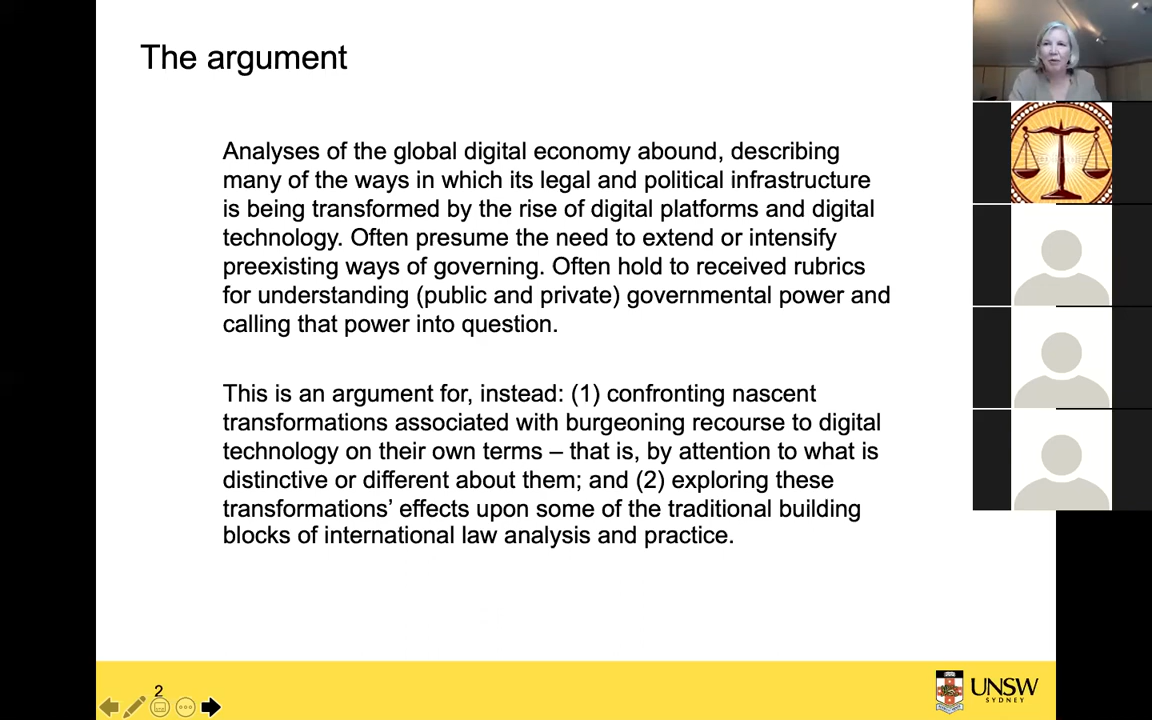 The argument
Analyses of the global digital economy abound, describing
many of the ways in which its legal and political infrastructure
is being transformed by the rise of digital platforms and digital
technology. Often presume the need to extend or intensify
preexisting ways of governing. Often hold to received rubrics
for understanding (public and private) governmental power and
calling that power into question.
This is an argument for, instead: (1) confronting nascent
transformations associated with burgeoning recourse to digital
technology on their own terms – that is, by attention to what is
distinctive or different about them; and (2) exploring these
transformations’ effects upon some of the traditional building
blocks of international law analysis and practice.
2
UNSW
SYDNEY